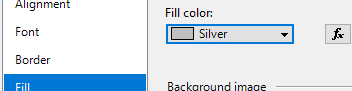 Alignment
Fill color:
Font
Silver
fx
Border
Background image
Fill